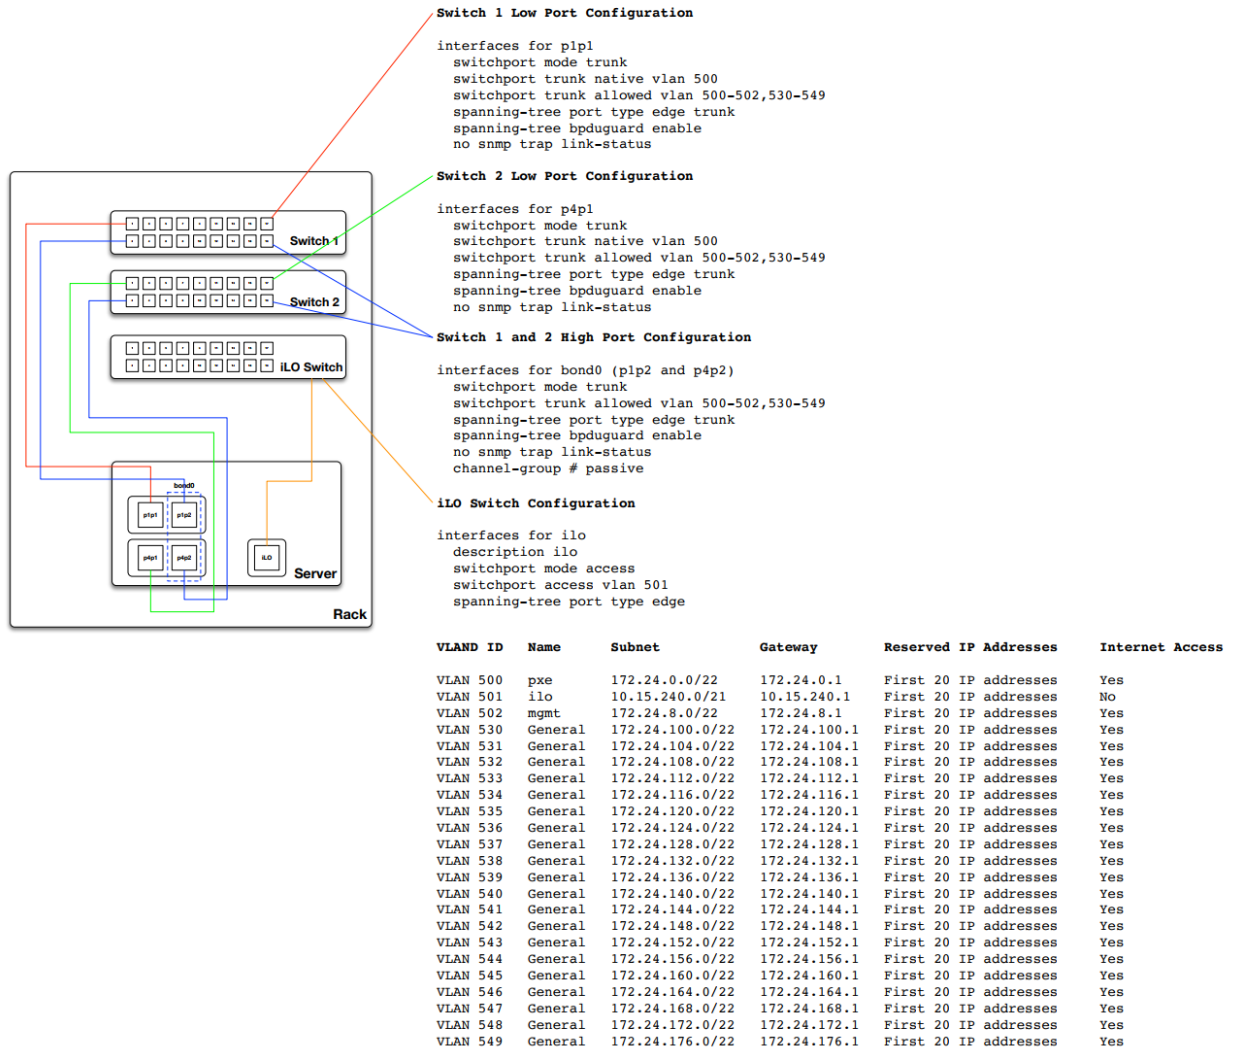 Switch 1 Low Port Configuration
interfaces for p1p1
switchport mode trunk
switchport trunk native vlan 500
switchport trunk allowed vlan 500-502,530-549
spanning-tree port type edge trunk
spanning-tree bpduguard enable
no snmp trap link-status
Switch 2 Low Port Configuration
interfaces for p4p1
switchport mode trunk
switchport trunk native vlan 500
switchport trunk allowed vlan 500-502,530-549
spanning-tree port type edge trunk
spanning-tree bpduguard enable
no snmp trap link-status
Switch 1 and 2 High Port Configuration
interfaces for bond0 (p1p2 and p4p2)
switchport mode trunk
switchport trunk allowed vlan 500-502,530-549
spanning-tree port type edge trunk
spanning-tree bpduguard enable
no snmp trap link-status
channel-group # passive
iLO Switch Configuration
interfaces for ilo
description ilo
switchport mode access
switchport access vlan 501
spanning-tree port type edge
Switch 1
Switch 2
iLO Switch
bond0
p1p1 p1p2
p4p1 p4p2
iLO
Server
Rack
VLAND ID Name Subnet Gateway Reserved IP Addresses Internet Access
VLAN 500 pxe 172.24.0.0/22 172.24.0.1 First 20 IP addresses Yes
VLAN 501 ilo 10.15.240.0/21 10.15.240.1 First 20 IP addresses No
VLAN 502 mgmt 172.24.8.0/22 172.24.8.1 First 20 IP addresses Yes
VLAN 530 General 172.24.100.0/22 172.24.100.1 First 20 IP addresses Yes
VLAN 531 General 172.24.104.0/22 172.24.104.1 First 20 IP addresses Yes
VLAN 532 General 172.24.108.0/22 172.24.108.1 First 20 IP addresses Yes
VLAN 533 General 172.24.112.0/22 172.24.112.1 First 20 IP addresses Yes
VLAN 534 General 172.24.116.0/22 172.24.116.1 First 20 IP addresses Yes
VLAN 535 General 172.24.120.0/22 172.24.120.1 First 20 IP addresses Yes
VLAN 536 General 172.24.124.0/22 172.24.124.1 First 20 IP addresses Yes
VLAN 537 General 172.24.128.0/22 172.24.128.1 First 20 IP addresses Yes
VLAN 538 General 172.24.132.0/22 172.24.132.1 First 20 IP addresses Yes
VLAN 539 General 172.24.136.0/22 172.24.136.1 First 20 IP addresses Yes
VLAN 540 General 172.24.140.0/22 172.24.140.1 First 20 IP addresses Yes
VLAN 541 General 172.24.144.0/22 172.24.144.1 First 20 IP addresses Yes
VLAN 542 General 172.24.148.0/22 172.24.148.1 First 20 IP addresses Yes
VLAN 543 General 172.24.152.0/22 172.24.152.1 First 20 IP addresses Yes
VLAN 544 General 172.24.156.0/22 172.24.156.1 First 20 IP addresses Yes
VLAN 545 General 172.24.160.0/22 172.24.160.1 First 20 IP addresses Yes
VLAN 546 General 172.24.164.0/22 172.24.164.1 First 20 IP addresses Yes
VLAN 547 General 172.24.168.0/22 172.24.168.1 First 20 IP addresses Yes
VLAN 548 General 172.24.172.0/22 172.24.172.1 First 20 IP addresses Yes
VLAN 549 General 172.24.176.0/22 172.24.176.1 First 20 IP addresses Yes